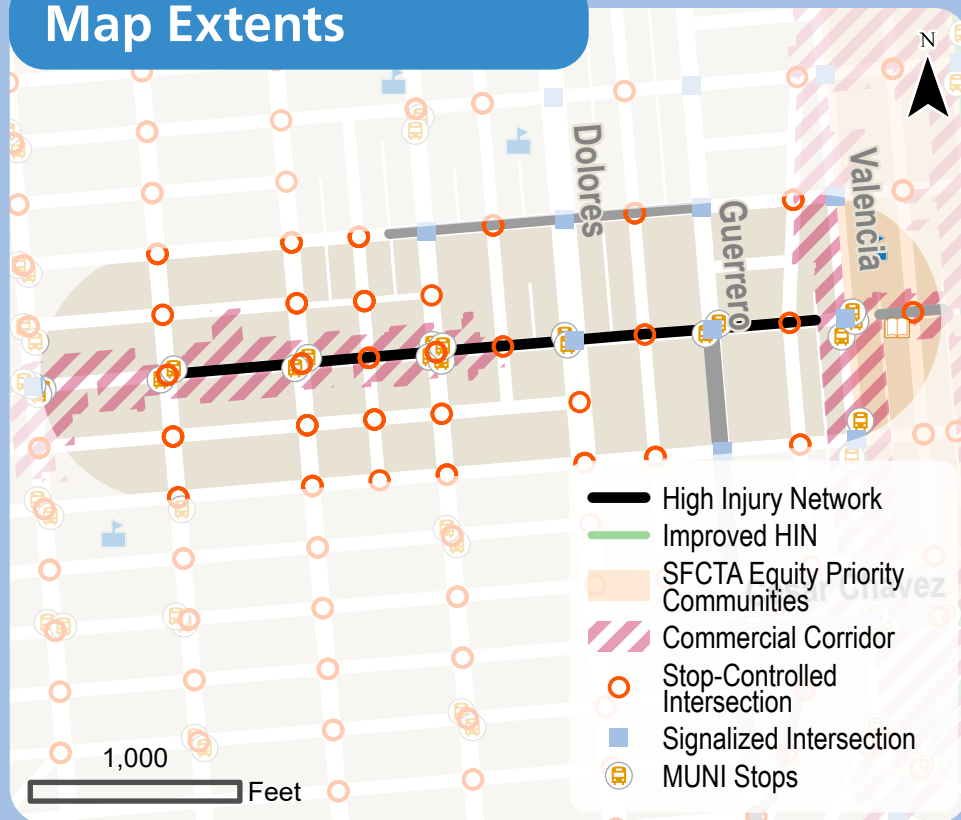 Map Extents
N
Dolores
Guerrero
Valencia
High Injury Network
Improved HIN
SFCTA Equity Priority
Communities
Commercial Corridor
Stop-Controlled
Intersection
Signalized Intersection
MUNI Stops
Chavez
1,000
Feet